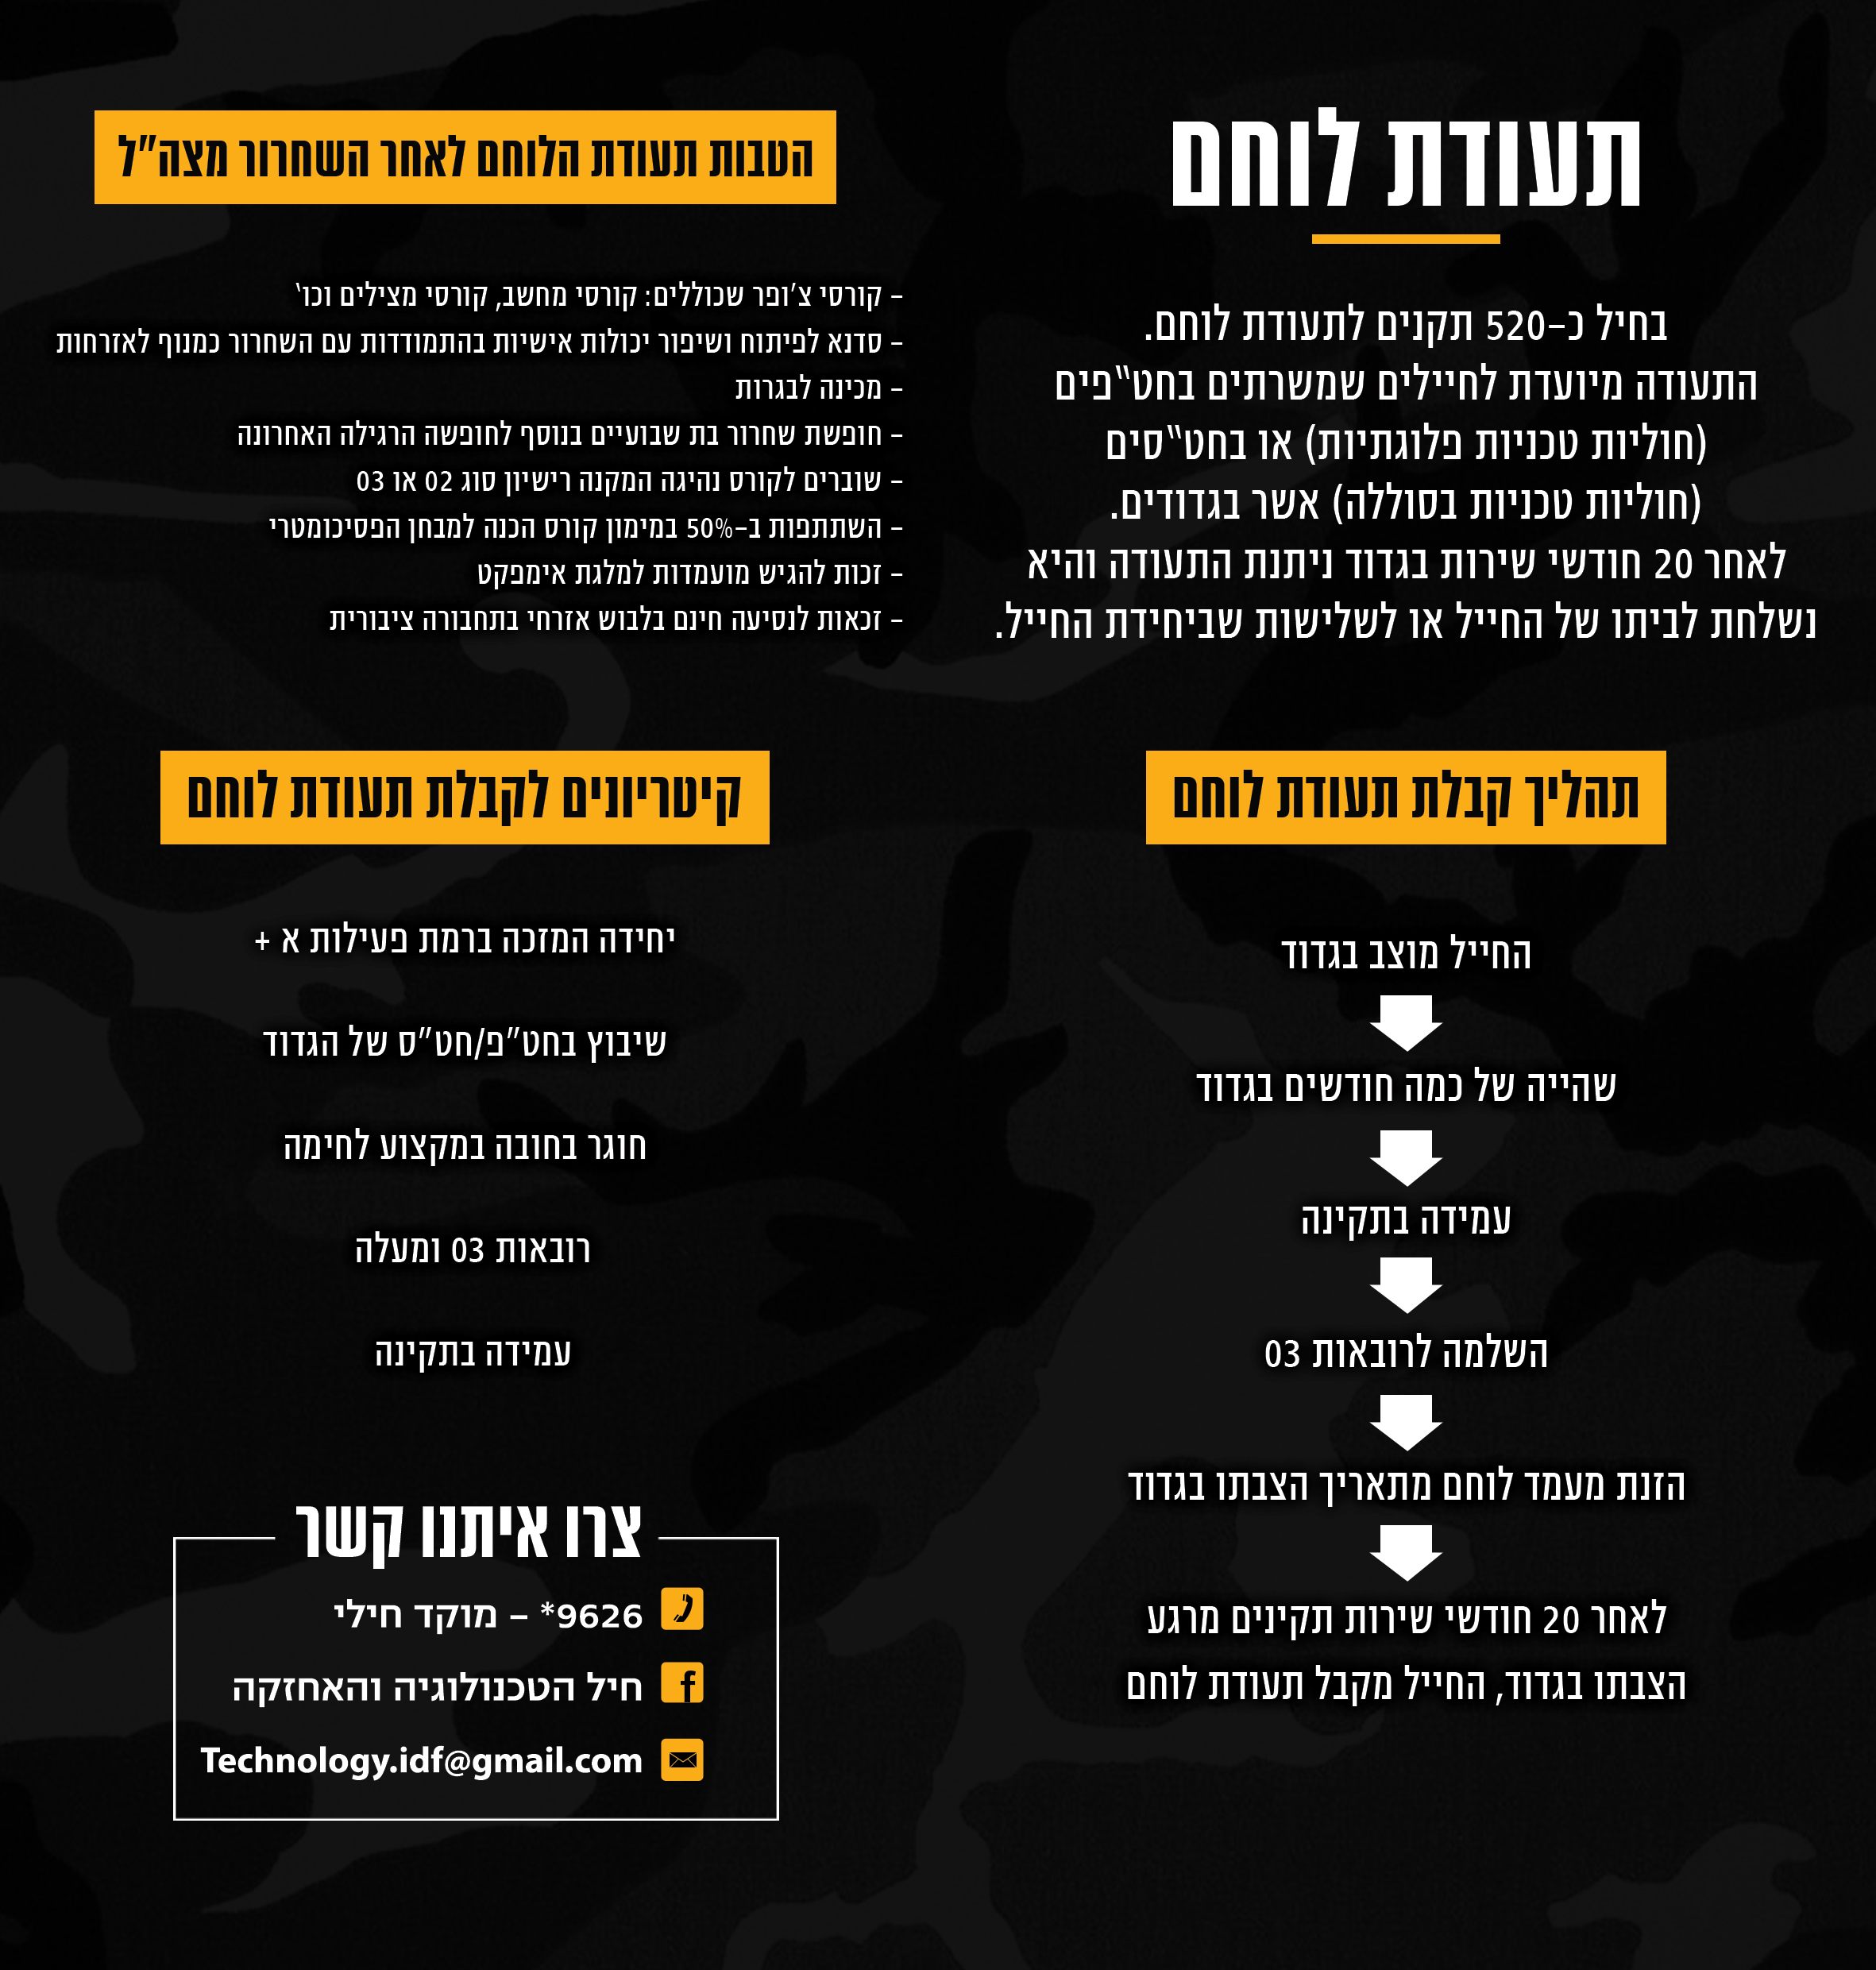 תעודת לוחם
בחיל כ-520 תקנים לתעודת לוחם.
התעודה מיועדת לחיילים שמשרתים בחט"פים
(חוליות טכניות פלוגתיות) או בחט"סים
(חוליות טכניות בסוללה) אשר בגדודים.
לאחר 20 חודשי שירות בגדוד ניתנת התעודה והיא
נשלחת לביתו של החייל או לשלישות שביחידת החייל.
הטבות תעודת הלוחם לאחר השחרור מצה"ל
- קורסי צ'ופר שכוללים: קורסי מחשב, קורסי מצילים וכו'
- סדנא לפיתוח ושיפור יכולות אישיות בהתמודדות עם השחרור כמנוף לאזרחות
- מכינה לבגרות
- חופשת שחרור בת שבועיים בנוסף לחופשה הרגילה האחרונה
- שוברים לקורס נהיגה המקנה רישיון סוג 02 או 03
- השתתפות ב-50% במימון קורס הכנה למבחן הפסיכומטרי
- זכות להגיש מועמדות למלגת אימפקט
- זכאות לנסיעה חינם בלבוש אזרחי בתחבורה ציבורית
תהליך קבלת תעודת לוחם
החייל מוצב בגדוד
שהייה של כמה חודשים בגדוד
עמידה בתקינה
השלמה לרובאות 03
הזנת מעמד לוחם מתאריך הצבתו בגדוד
לאחר 20 חודשי שירות תקינים מרגע
הצבתו בגדוד, החייל מקבל תעודת לוחם
קיטריונים לקבלת תעודת לוחם
יחידה המזכה ברמת פעילות א +
שיבוץ בחט"פ/חט"ס של הגדוד
חוגר בחובה במקצוע לחימה
רובאות 03 ומעלה
עמידה בתקינה
צרו איתנו קשר
9626* - מוקד חילי
חיל הטכנולוגיה והאחזקה
Technology.idf@gmail.com